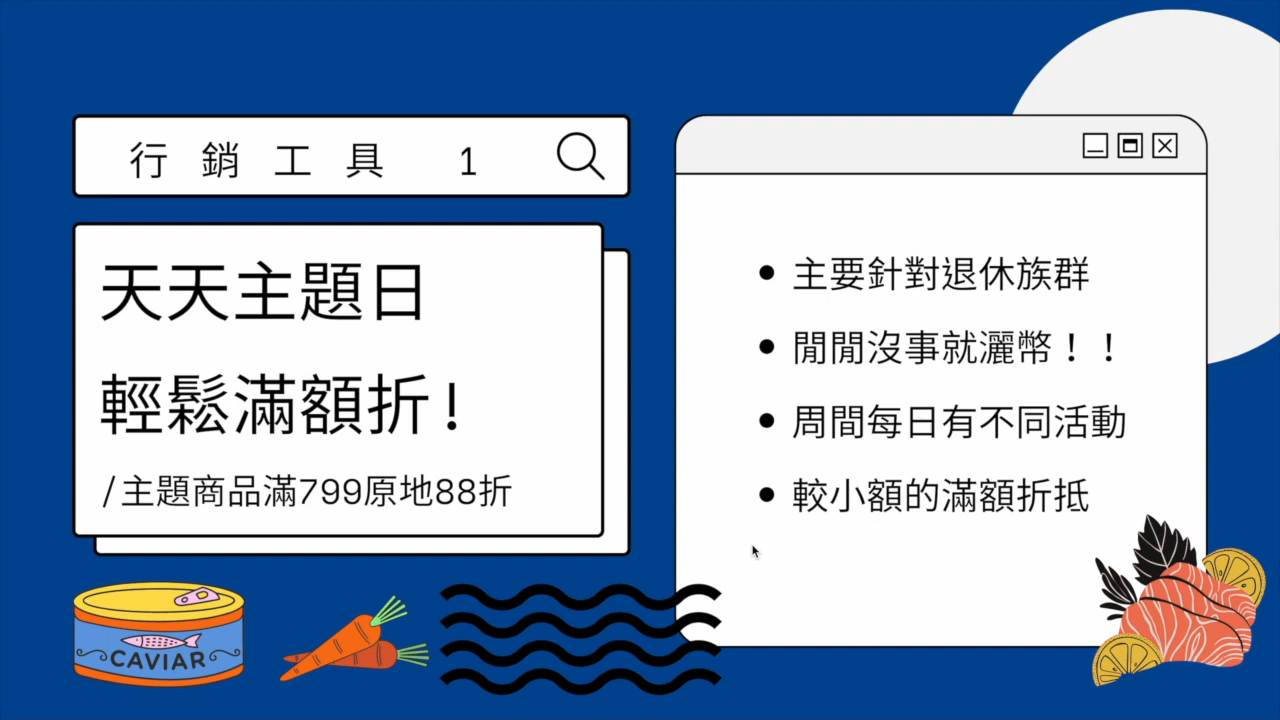 行銷工具 1
天天主題日
輕鬆滿額折!
/主題商品滿799原地88折
主要針對退休族群
閒閒沒事就灑幣！！
周間每日有不同活動
較小額的滿額折抵
CAVIAR